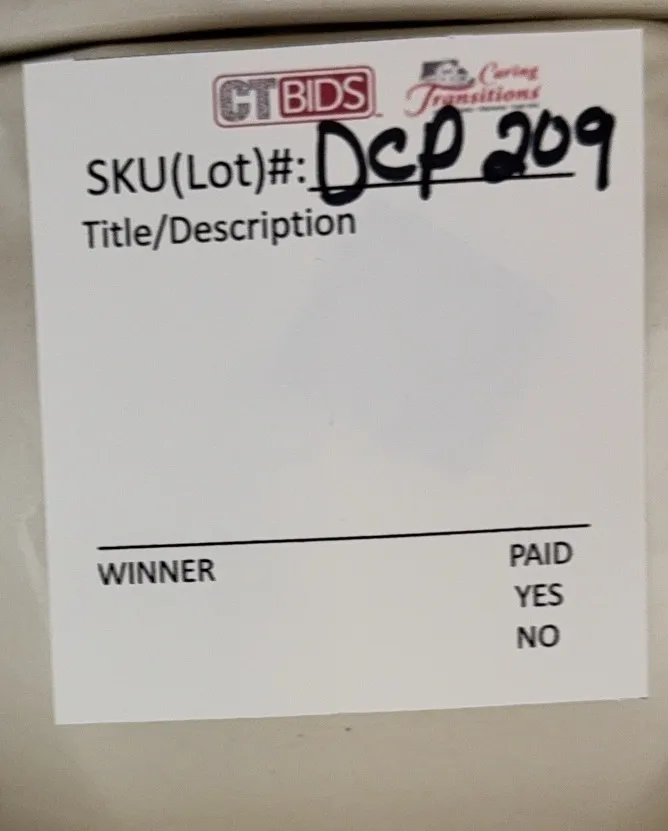 CTBIDS Caring
Transitions
SKU(Lot)#: DCP 209
Title/Description
WINNER PAID
YES
NO